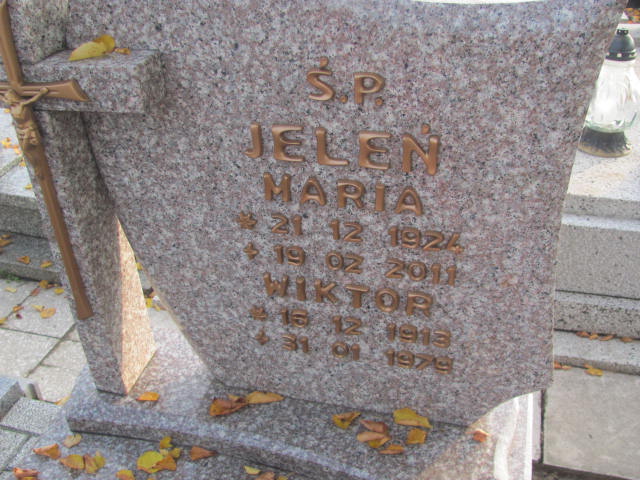 Ś.P.
JELEŃ
MARIA
* 21 12 1924
+ 19 02 2011
WIKTOR
* 16 12 1913
+ 31 01 1979